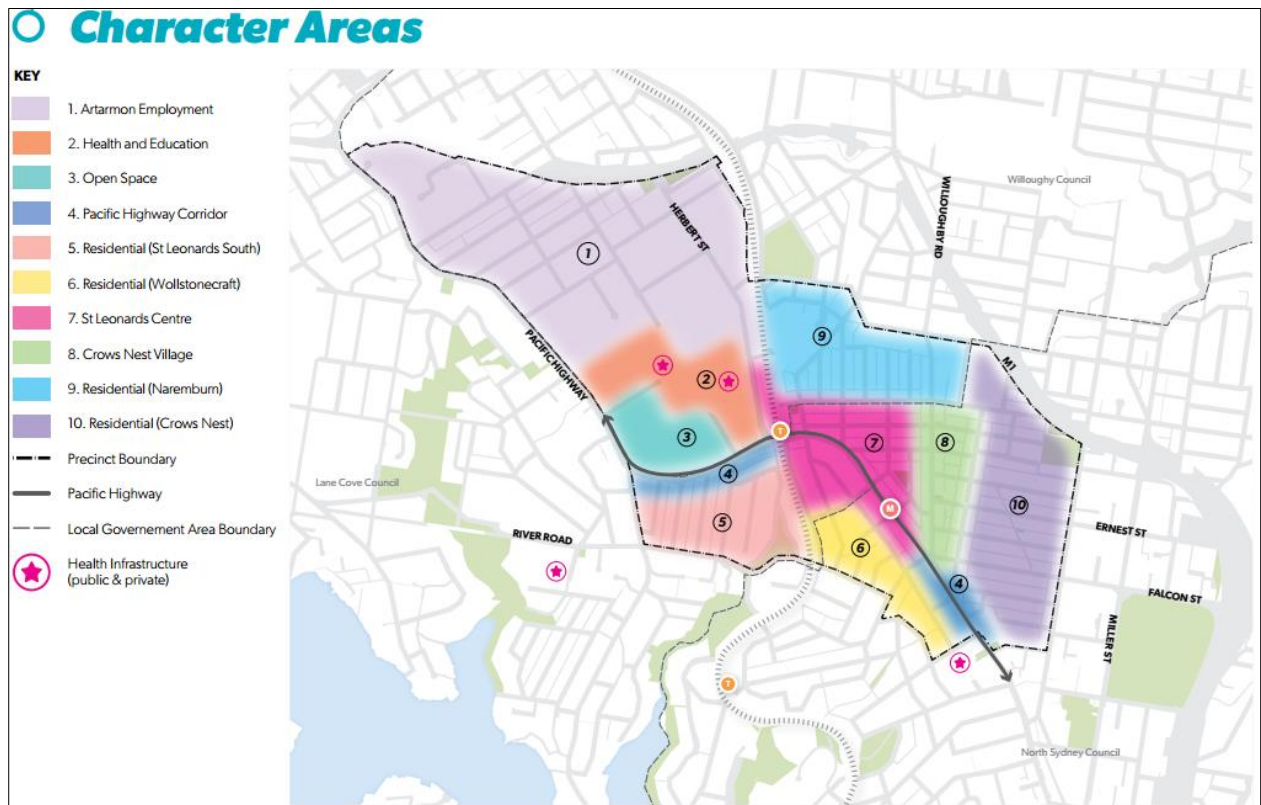 Character Areas
KEY
1. Artarmon Employment
2. Health and Education
3. Open Space
4. Pacific Highway Corridor
5. Residential (St Leonards South)
6. Residential (Wollstonecraft)
7. St Leonards Centre
8. Crows Nest Village
9. Residential (Naremburn)
10. Residential (Crows Nest)
Precinct Boundary
Pacific Highway
Local Governement Area Boundary
Health Infrastructure
(public & private)
Willoughy Council
WILLOUGHBY RD
HERBERT ST
1
PACIFIC HIGHWAY
9
M1
2
3
T
7
8
4
Lane Cove Council
5
M
10
RIVER ROAD
6
ERNEST ST
4
FALCON ST
MILLER ST
T
North Sydney Council